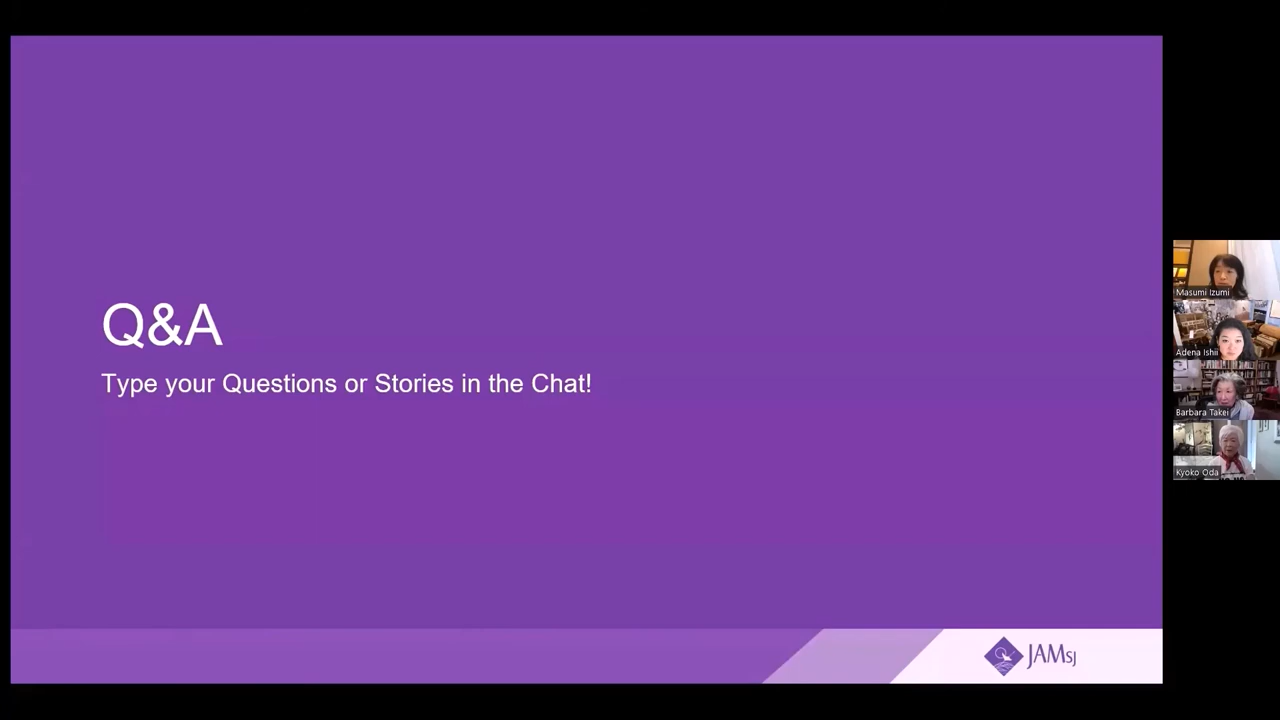 Q&A
Type your Questions or Stories in the Chat!
JAMsj
Masumi Izumi
Adena Ishii
Barbara Takei
Kyoko Oda